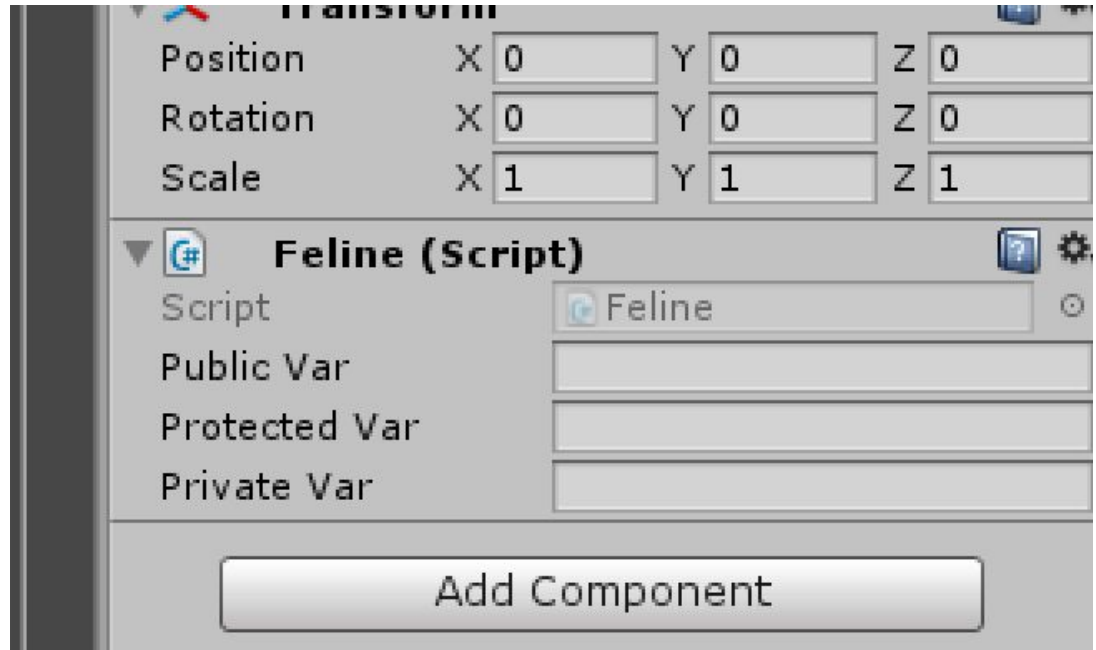 Transform
Position X 0 Y 0 Z 0
Rotation X 0 Y 0 Z 0
Scale X 1 Y 1 Z 1
Feline (Script)
Script Feline
Public Var
Protected Var
Private Var
Add Component